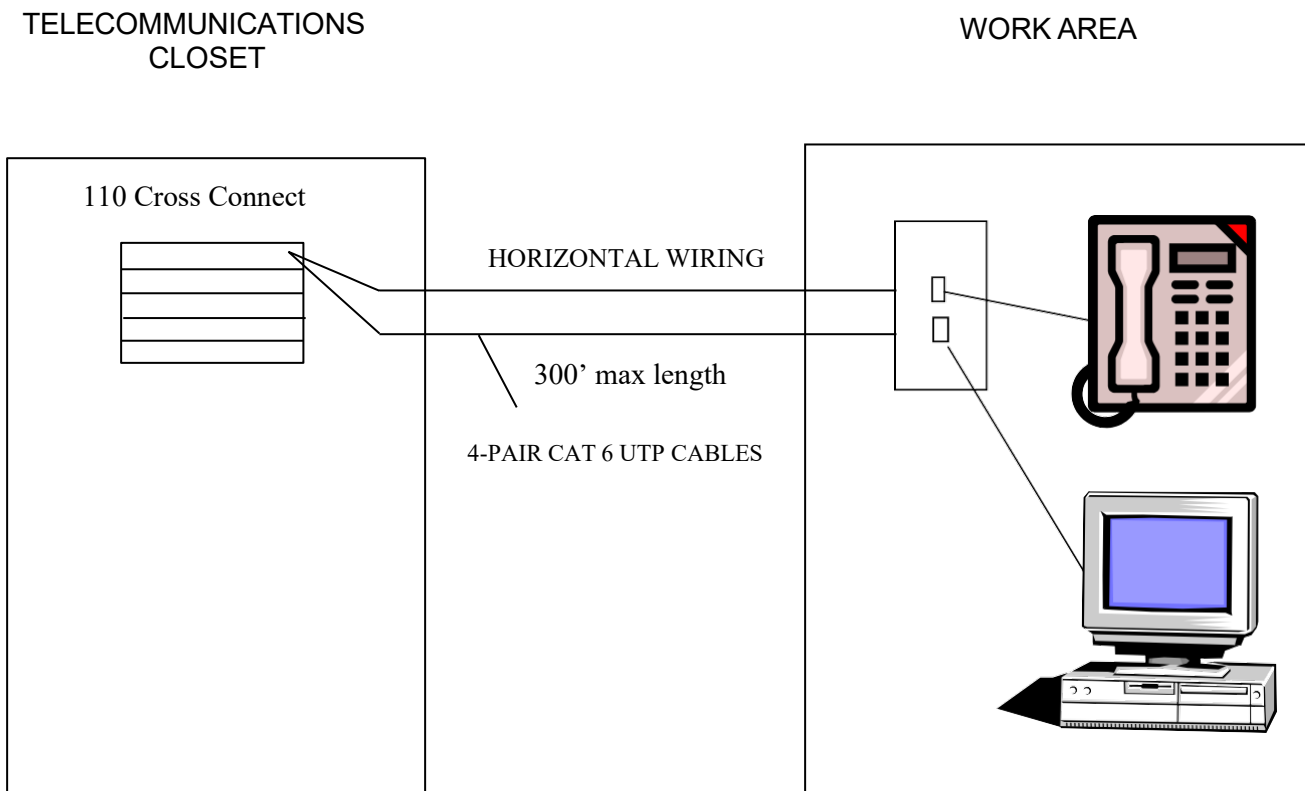 TELECOMMUNICATIONS
CLOSET
WORK AREA
110 Cross Connect
HORIZONTAL WIRING
300’ max length
4-PAIR CAT 6 UTP CABLES